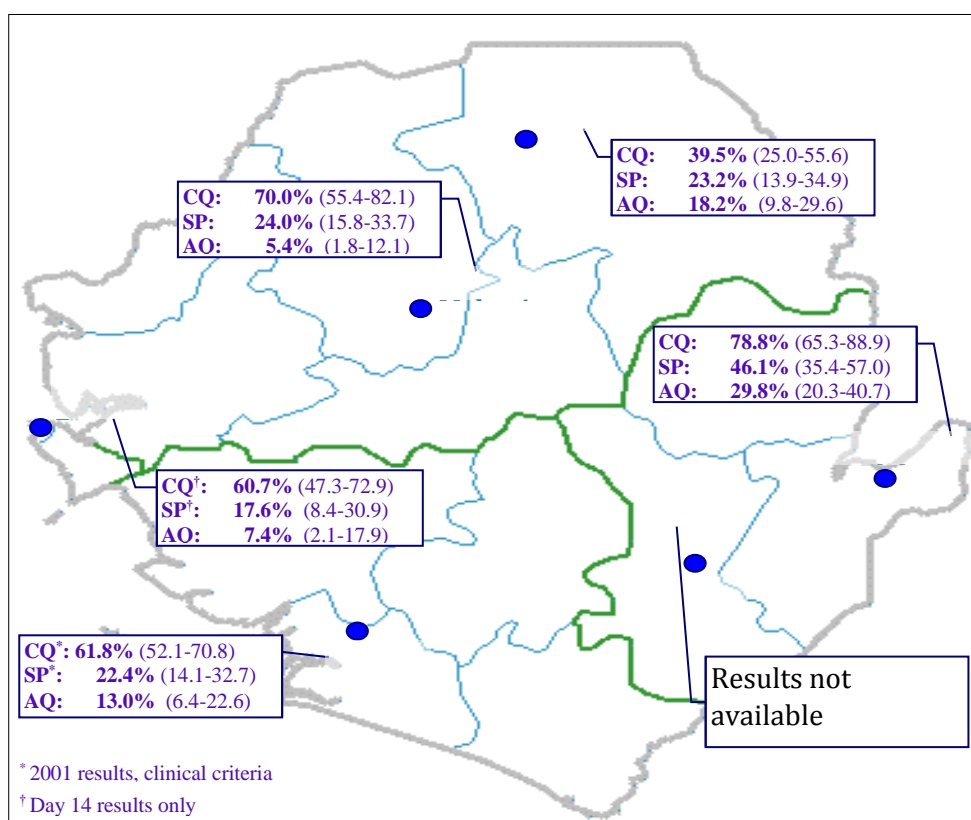 CQ: 39.5% (25.0-55.6)
SP: 23.2% (13.9-34.9)
AQ: 18.2% (9.8-29.6)
CQ: 70.0% (55.4-82.1)
SP: 24.0% (15.8-33.7)
AO: 5.4% (1.8-12.1)
CQ: 78.8% (65.3-88.9)
SP: 46.1% (35.4-57.0)
AQ: 29.8% (20.3-40.7)
CQ†: 60.7% (47.3-72.9)
SP†: 17.6% (8.4-30.9)
AO: 7.4% (2.1-17.9)
CQ*: 61.8% (52.1-70.8)
SP*: 22.4% (14.1-32.7)
AQ: 13.0% (6.4-22.6)
Results not
available
* 2001 results, clinical criteria
† Day 14 results only